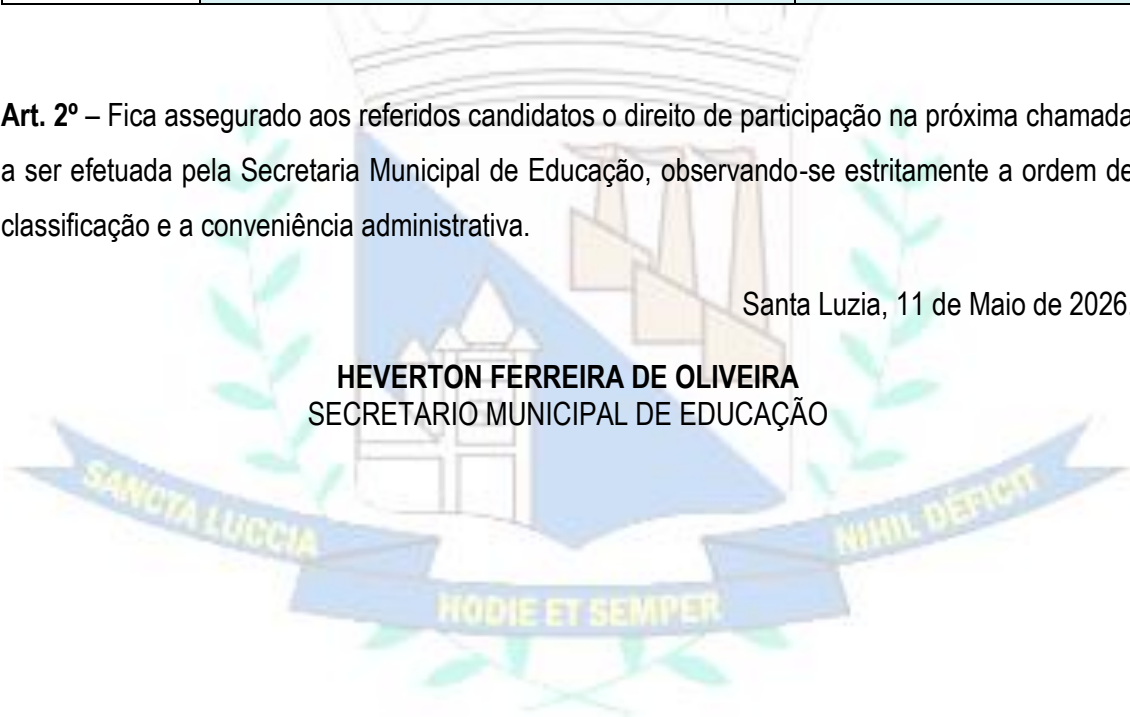 Art. 2º – Fica assegurado aos referidos candidatos o direito de participação na próxima chamada
a ser efetuada pela Secretaria Municipal de Educação, observando-se estritamente a ordem de
classificação e a conveniência administrativa.
Santa Luzia, 11 de Maio de 2026.
HEVERTON FERREIRA DE OLIVEIRA
SECRETARIO MUNICIPAL DE EDUCAÇÃO
SANCTA LUCCIA
HODIE ET SEMPER
NIHIL DÉFICIT